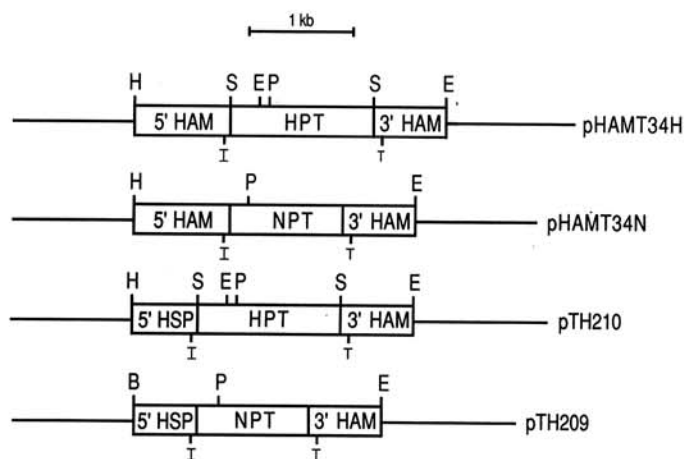 1 kb
H S E P S E
5' HAM HPT 3' HAM
pHAMT34H
I T
H P E
5' HAM NPT 3' HAM
pHAMT34N
I T
H S E P S E
5' HSP HPT 3' HAM
pTH210
I T
B P E
5' HSP NPT 3' HAM
pTH209
I T